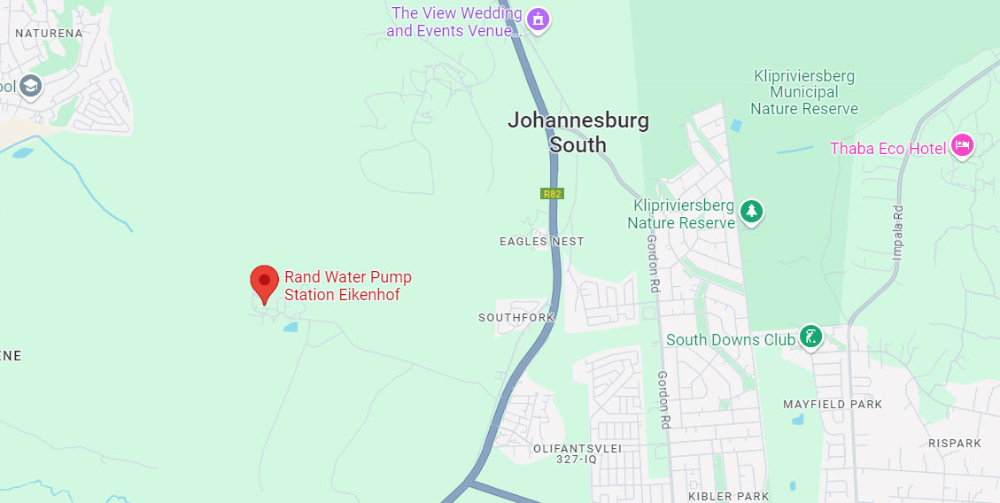 The View Wedding
and Events Venue...
NATURENA
ool
Klipriviersberg
Municipal
Nature Reserve
Johannesburg
South
Thaba Eco Hotel
R82
Klipriviersberg
Nature Reserve
Impala Rd
EAGLES NEST
Gordon Rd
Rand Water Pump
Station Eikenhof
SOUTHFORK
South Downs Club
ENE
Gordon Rd
MAYFIELD PARK
RISPARK
OLIFANTSVLEI
327-IQ
KIBLER PARK